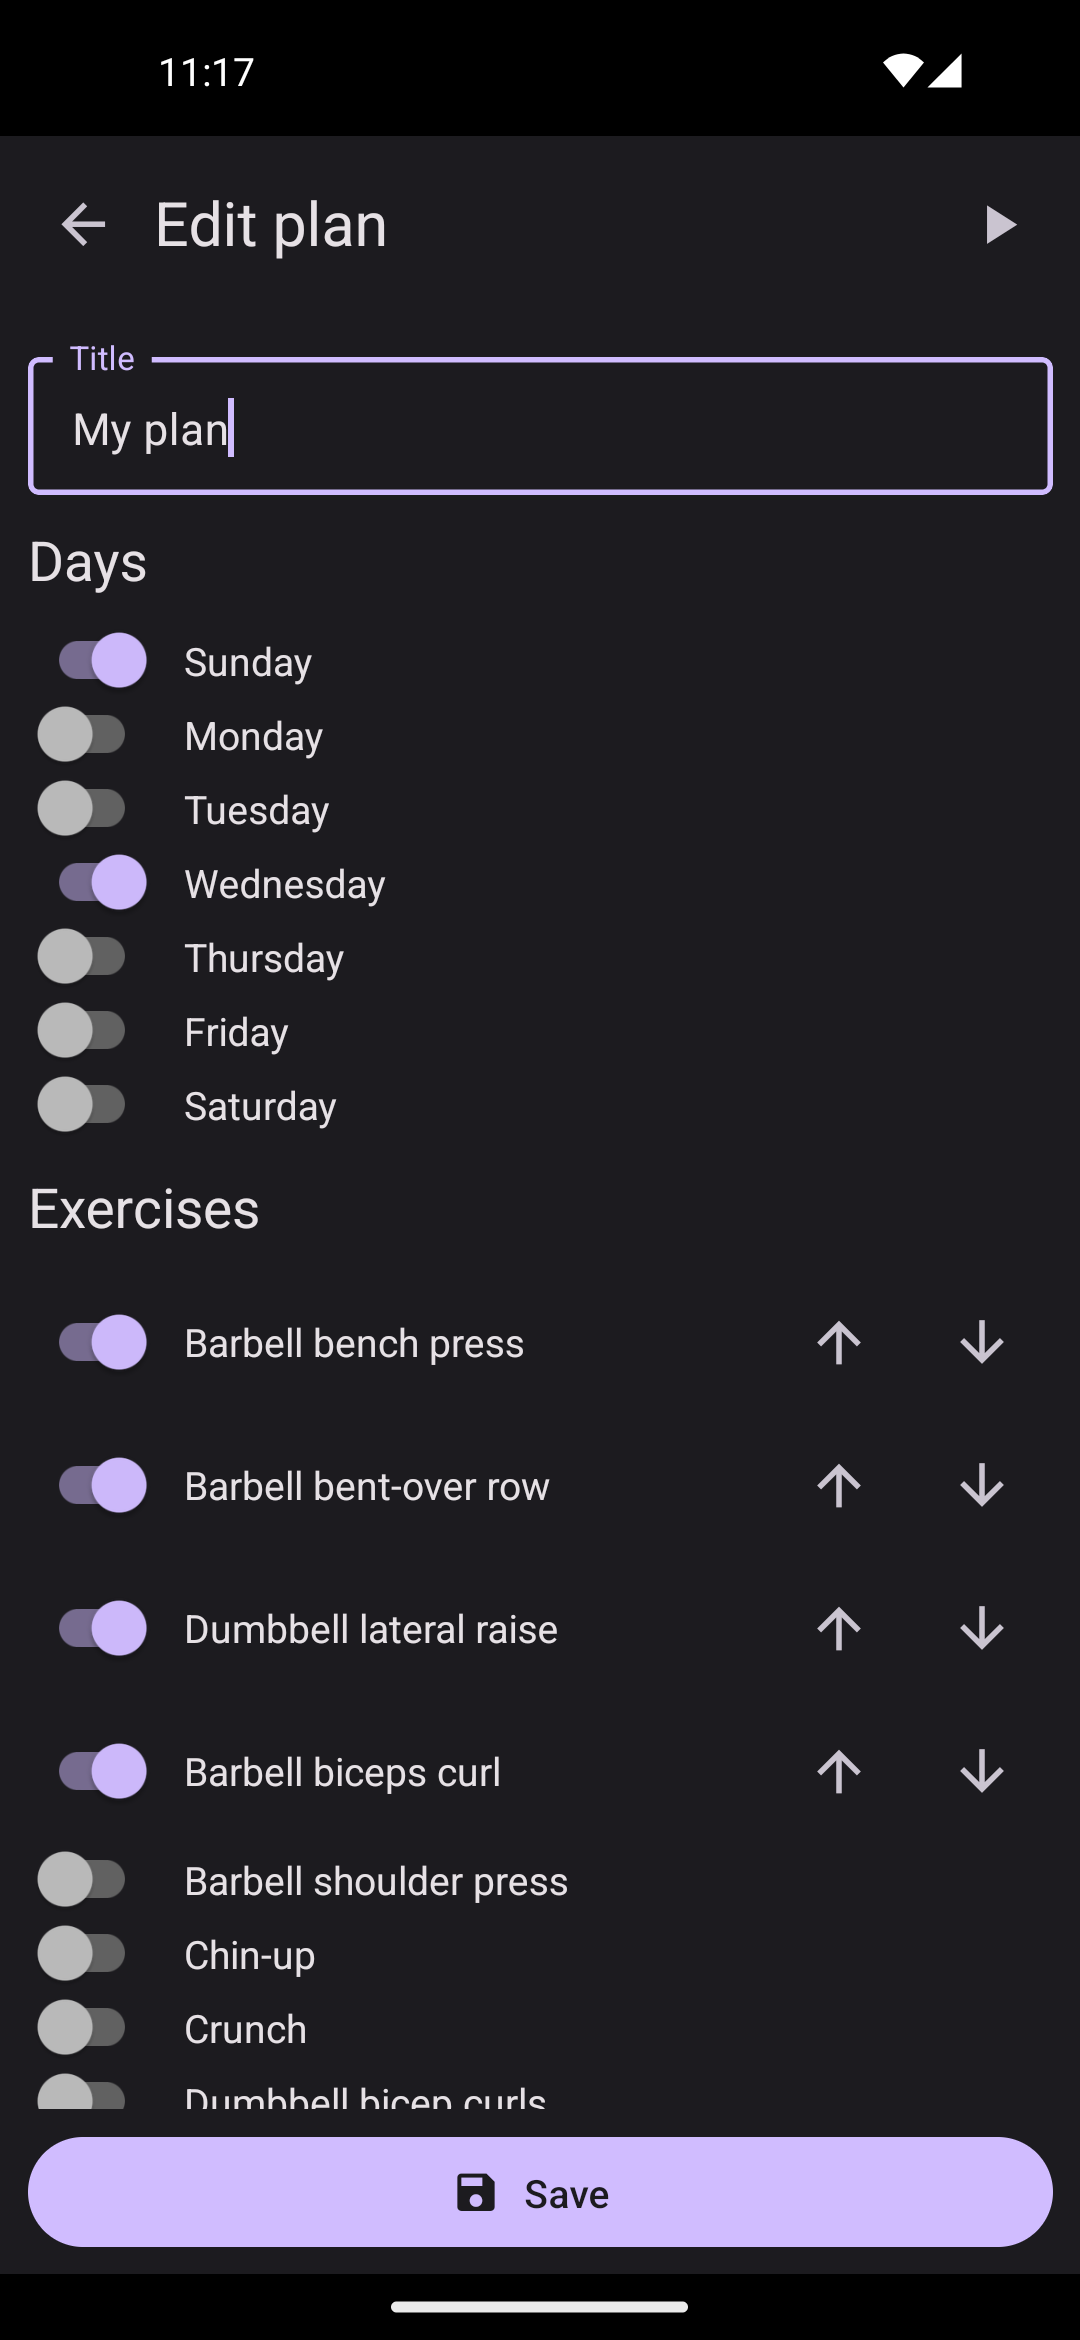 11:17
Edit plan
Title
My plan
Days
Sunday
Monday
Tuesday
Wednesday
Thursday
Friday
Saturday
Exercises
Barbell bench press
Barbell bent-over row
Dumbbell lateral raise
Barbell biceps curl
Barbell shoulder press
Chin-up
Crunch
Dumbbell bicep curls
Save